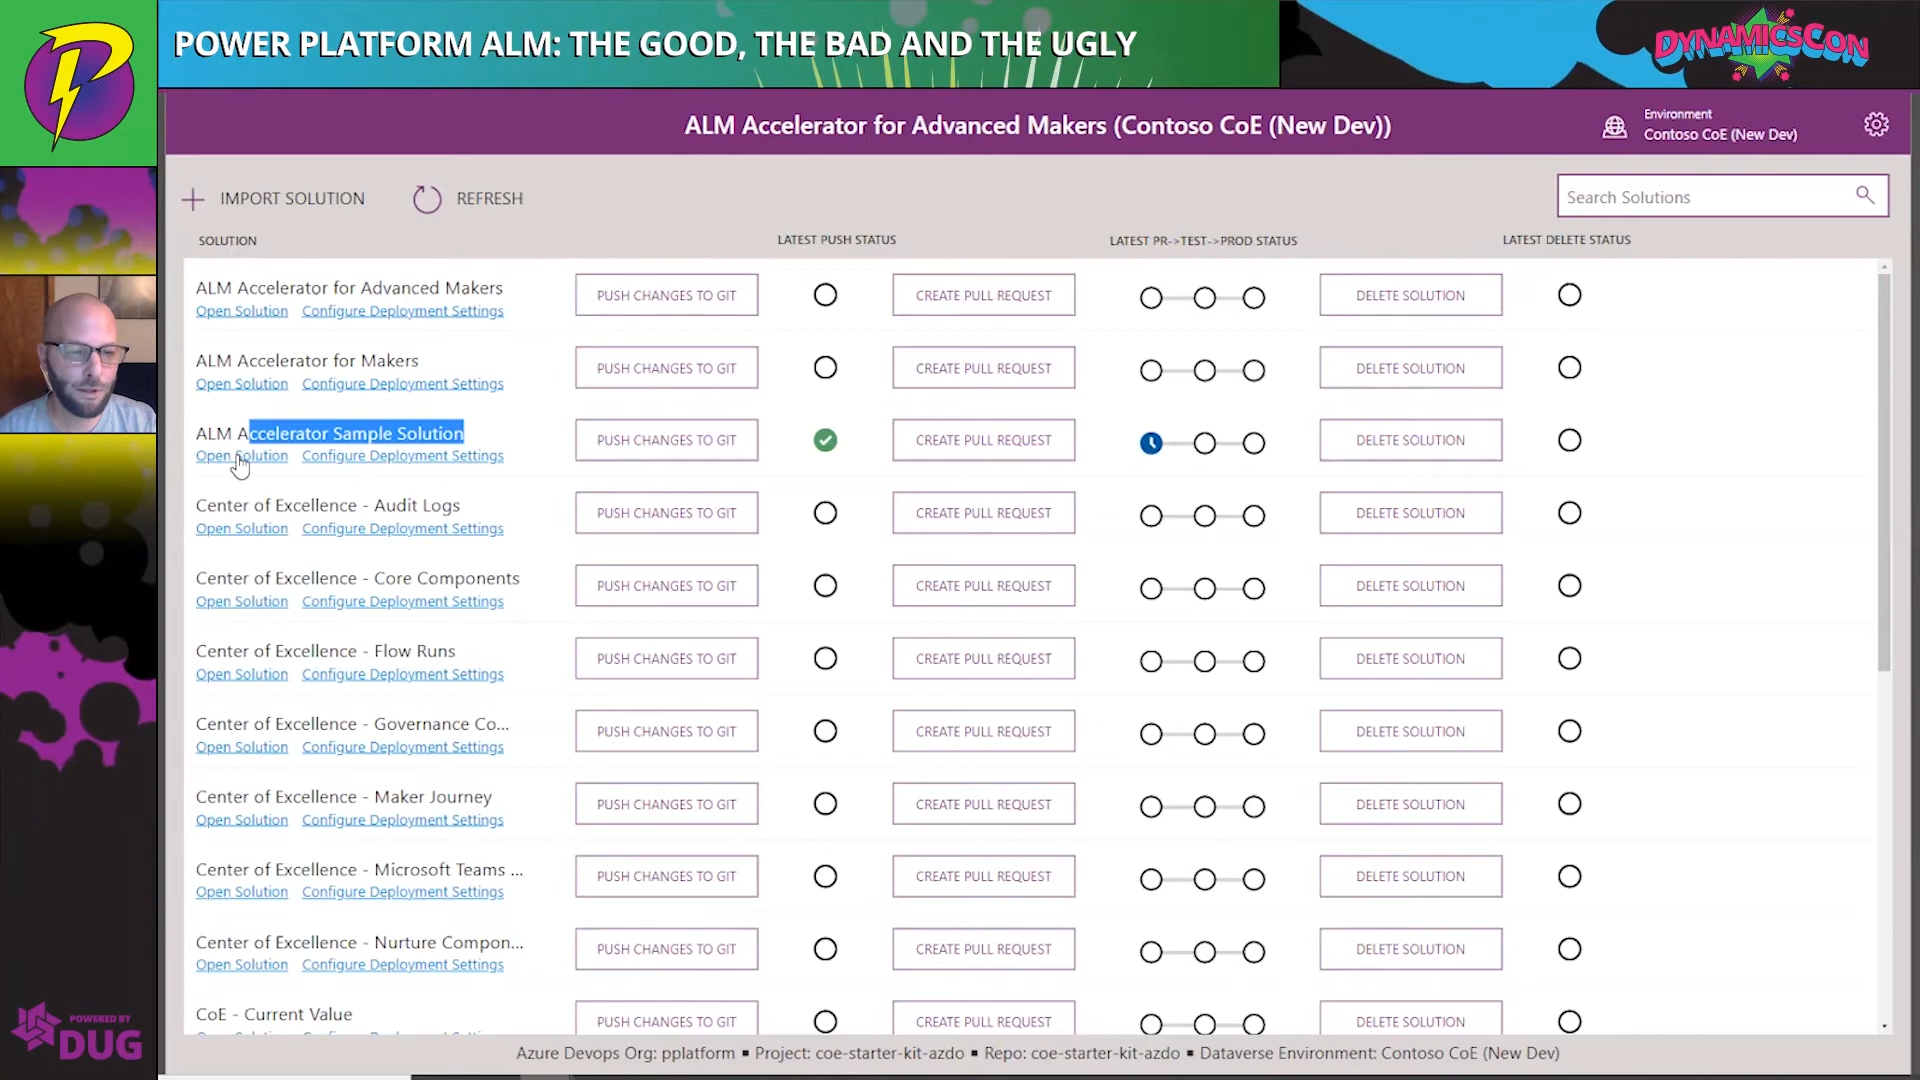 POWER PLATFORM ALM: THE GOOD, THE BAD AND THE UGLY
DYNAMICSCON
ALM Accelerator for Advanced Makers (Contoso CoE (New Dev))
Environment
Contoso CoE (New Dev)
IMPORT SOLUTION REFRESH
Search Solutions
SOLUTION LATEST PUSH STATUS LATEST PR->TEST->PROD STATUS LATEST DELETE STATUS
ALM Accelerator for Advanced Makers
Open Solution Configure Deployment Settings
PUSH CHANGES TO GIT CREATE PULL REQUEST DELETE SOLUTION
ALM Accelerator for Makers
Open Solution Configure Deployment Settings
PUSH CHANGES TO GIT CREATE PULL REQUEST DELETE SOLUTION
ALM Accelerator Sample Solution
Open Solution Configure Deployment Settings
PUSH CHANGES TO GIT CREATE PULL REQUEST DELETE SOLUTION
Center of Excellence - Audit Logs
Open Solution Configure Deployment Settings
PUSH CHANGES TO GIT CREATE PULL REQUEST DELETE SOLUTION
Center of Excellence - Core Components
Open Solution Configure Deployment Settings
PUSH CHANGES TO GIT CREATE PULL REQUEST DELETE SOLUTION
Center of Excellence - Flow Runs
Open Solution Configure Deployment Settings
PUSH CHANGES TO GIT CREATE PULL REQUEST DELETE SOLUTION
Center of Excellence - Governance Co...
Open Solution Configure Deployment Settings
PUSH CHANGES TO GIT CREATE PULL REQUEST DELETE SOLUTION
Center of Excellence - Maker Journey
Open Solution Configure Deployment Settings
PUSH CHANGES TO GIT CREATE PULL REQUEST DELETE SOLUTION
Center of Excellence - Microsoft Teams ...
Open Solution Configure Deployment Settings
PUSH CHANGES TO GIT CREATE PULL REQUEST DELETE SOLUTION
Center of Excellence - Nurture Compon...
Open Solution Configure Deployment Settings
PUSH CHANGES TO GIT CREATE PULL REQUEST DELETE SOLUTION
CoE - Current Value
PUSH CHANGES TO GIT CREATE PULL REQUEST DELETE SOLUTION
Azure Devops Org: pplatform ▪ Project: coe-starter-kit-azdo ▪ Repo: coe-starter-kit-azdo ▪ Dataverse Environment: Contoso CoE (New Dev)
POWERED BY
DUG